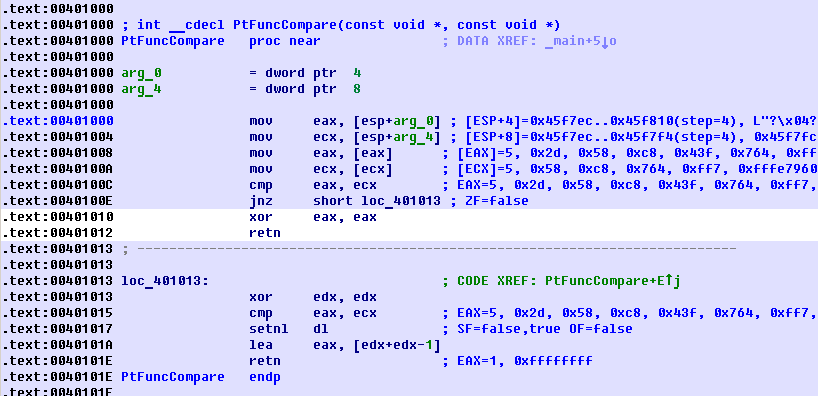 .text:00401000
.text:00401000 ; int __cdecl PtFuncCompare(const void *, const void *)
.text:00401000 PtFuncCompare   proc near               ; DATA XREF: _main+5↓o
.text:00401000
.text:00401000 arg_0           = dword ptr  4
.text:00401000 arg_4           = dword ptr  8
.text:00401000
.text:00401000                 mov     eax, [esp+arg_0] ; [ESP+4]=0x45f7ec..0x45f810(step=4), L"?\x04?
.text:00401004                 mov     ecx, [esp+arg_4] ; [ESP+8]=0x45f7ec..0x45f7f4(step=4), 0x45f7fc
.text:00401008                 mov     eax, [eax]      ; [EAX]=5, 0x2d, 0x58, 0xc8, 0x43f, 0x764, 0xff
.text:0040100A                 mov     ecx, [ecx]      ; [ECX]=5, 0x58, 0xc8, 0x764, 0xff7, 0xfffe7960
.text:0040100C                 cmp     eax, ecx        ; EAX=5, 0x2d, 0x58, 0xc8, 0x43f, 0x764, 0xff7,
.text:0040100E                 jnz     short loc_401013 ; ZF=false
.text:00401010                 xor     eax, eax
.text:00401012                 retn
.text:00401013 ; ---------------------------------------------------------------------------
.text:00401013
.text:00401013 loc_401013:                             ; CODE XREF: PtFuncCompare+E↑j
.text:00401013                 xor     edx, edx
.text:00401015                 cmp     eax, ecx        ; EAX=5, 0x2d, 0x58, 0xc8, 0x43f, 0x764, 0xff7,
.text:00401017                 setnl   dl              ; SF=false,true OF=false
.text:0040101A                 lea     eax, [edx+edx-1]
.text:0040101E                 retn                    ; EAX=1, 0xffffffff
.text:0040101E PtFuncCompare   endp
.text:0040101E